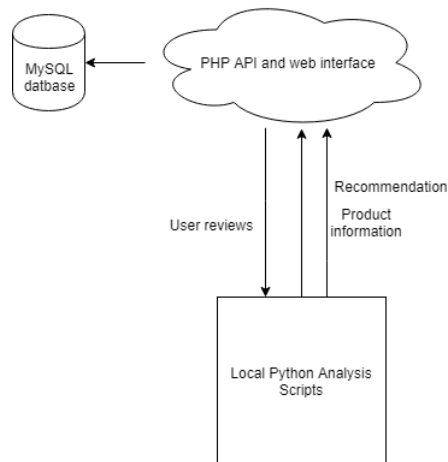 PHP API and web interface
MySQL
datbase
Recommendation
User reviews
Product
information
Local Python Analysis
Scripts